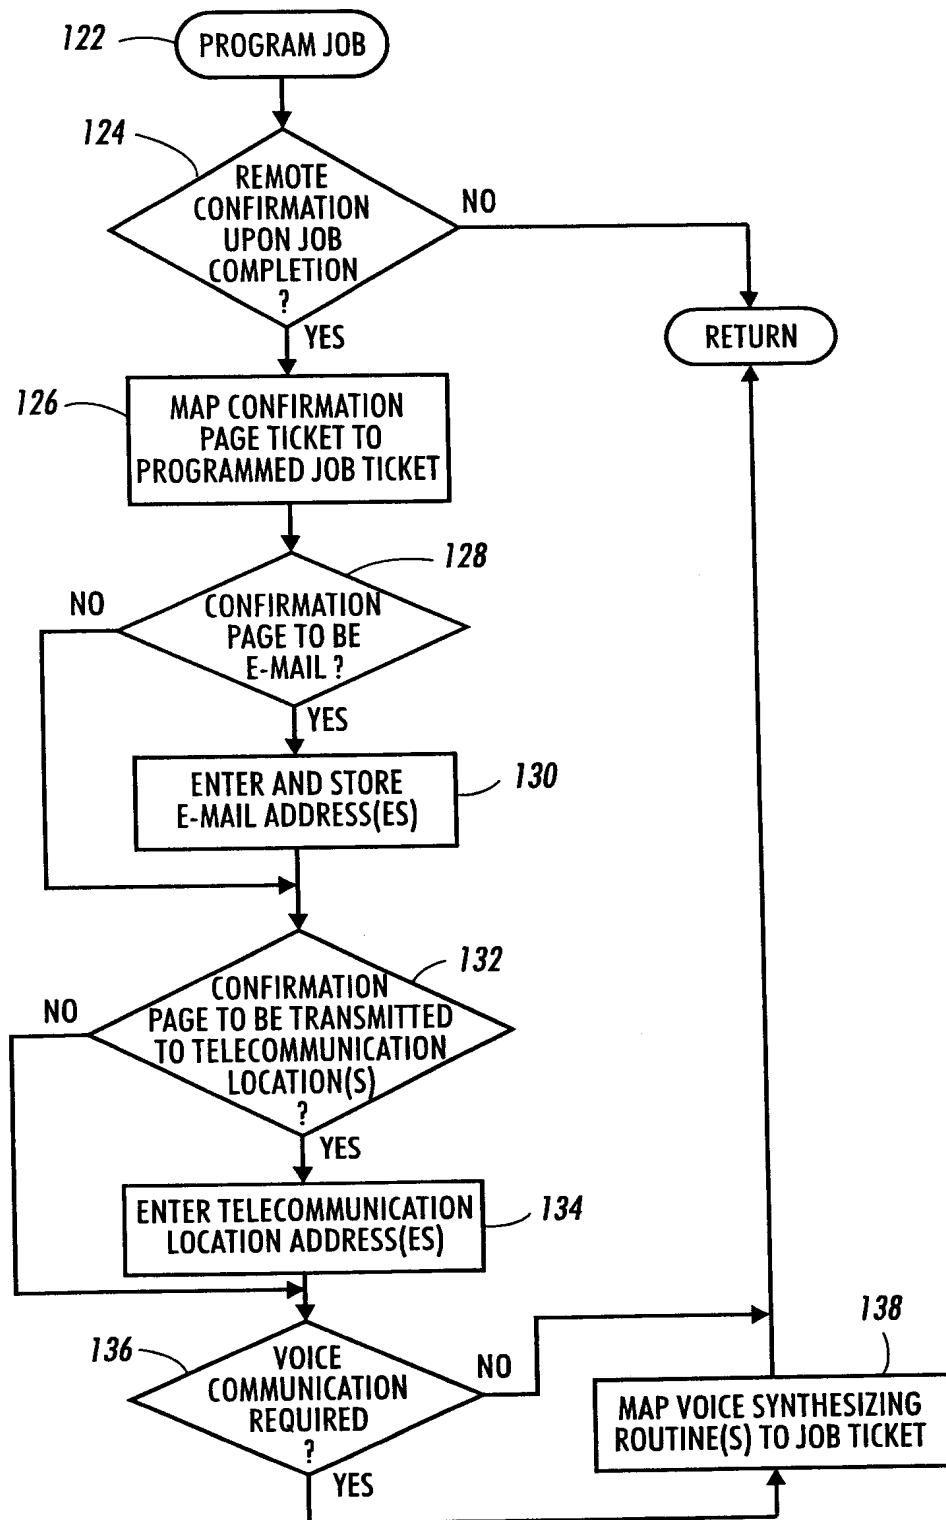 122
PROGRAM JOB
124
REMOTE
CONFIRMATION
UPON JOB
COMPLETION
?
NO
YES
RETURN
126
MAP CONFIRMATION
PAGE TICKET TO
PROGRAMMED JOB TICKET
128
NO
CONFIRMATION
PAGE TO BE
E-MAIL ?
YES
ENTER AND STORE
E-MAIL ADDRESS(ES)
130
132
NO
CONFIRMATION
PAGE TO BE TRANSMITTED
TO TELECOMMUNICATION
LOCATION(S)
?
YES
ENTER TELECOMMUNICATION
LOCATION ADDRESS(ES)
134
136
VOICE
COMMUNICATION
REQUIRED
?
NO
YES
138
MAP VOICE SYNTHESIZING
ROUTINE(S) TO JOB TICKET